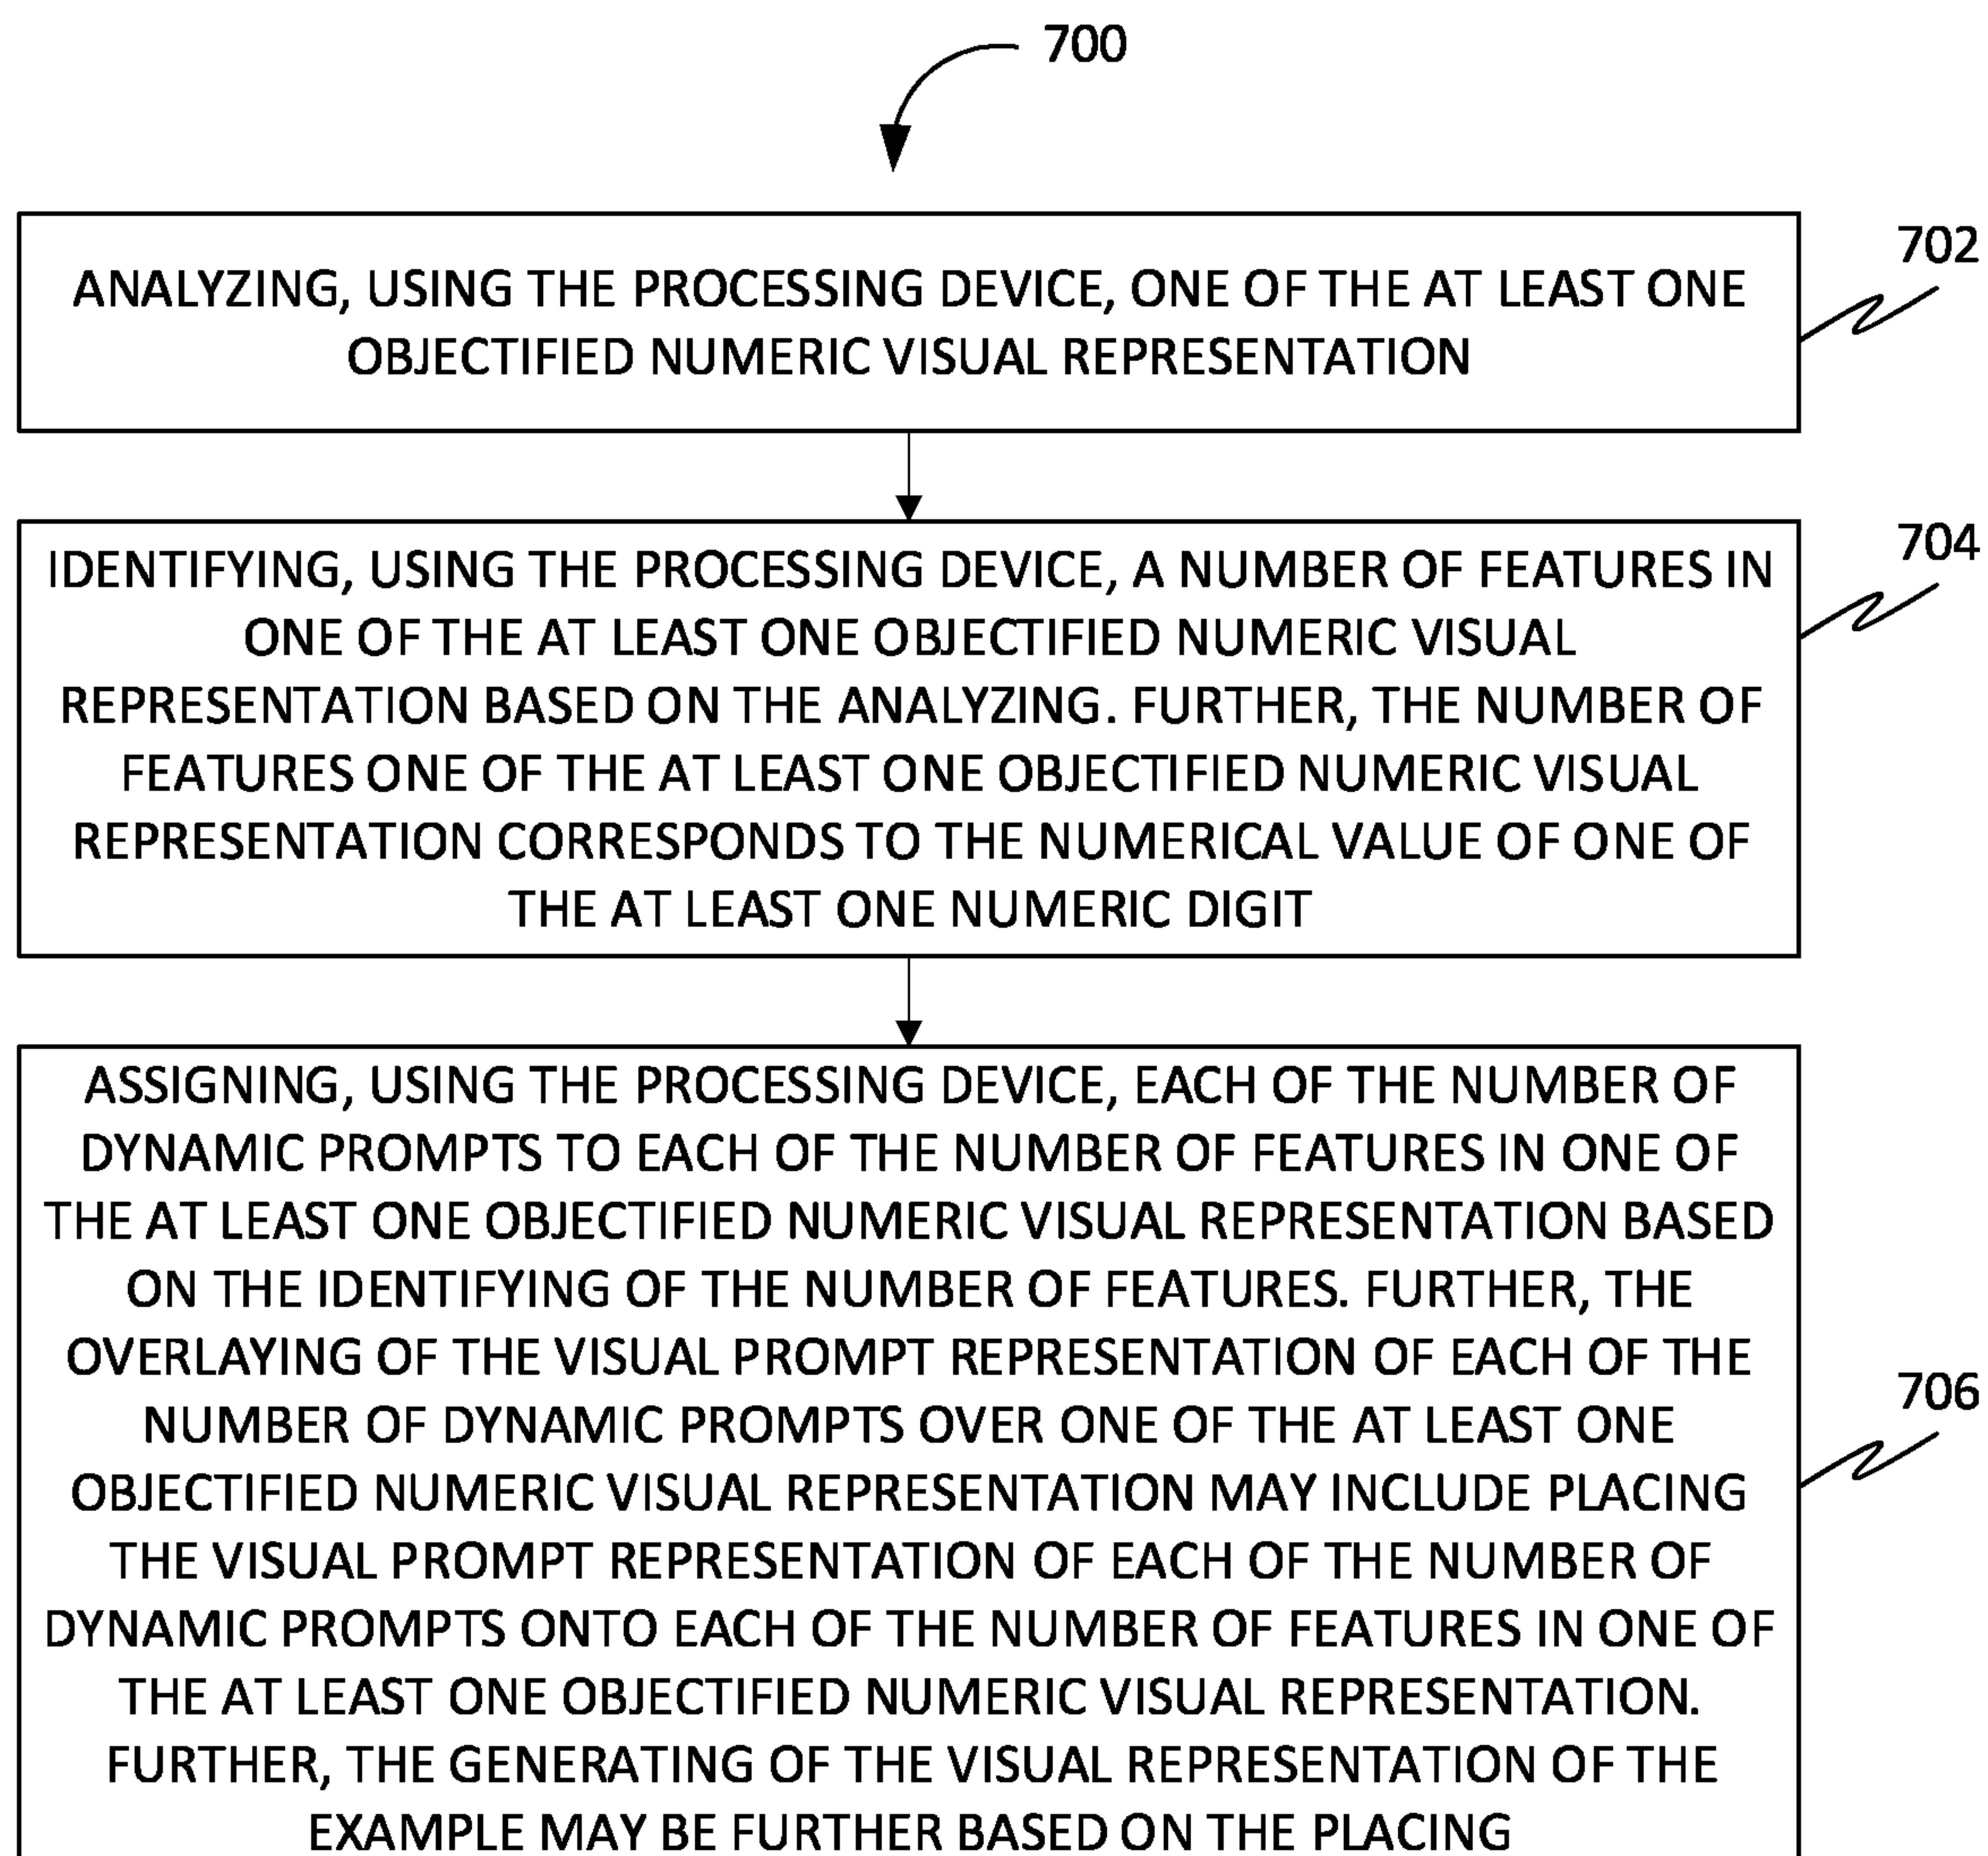 700
702
ANALYZING, USING THE PROCESSING DEVICE, ONE OF THE AT LEAST ONE
OBJECTIFIED NUMERIC VISUAL REPRESENTATION
704
IDENTIFYING, USING THE PROCESSING DEVICE, A NUMBER OF FEATURES IN
ONE OF THE AT LEAST ONE OBJECTIFIED NUMERIC VISUAL
REPRESENTATION BASED ON THE ANALYZING. FURTHER, THE NUMBER OF
FEATURES ONE OF THE AT LEAST ONE OBJECTIFIED NUMERIC VISUAL
REPRESENTATION CORRESPONDS TO THE NUMERICAL VALUE OF ONE OF
THE AT LEAST ONE NUMERIC DIGIT
ASSIGNING, USING THE PROCESSING DEVICE, EACH OF THE NUMBER OF
DYNAMIC PROMPTS TO EACH OF THE NUMBER OF FEATURES IN ONE OF
THE AT LEAST ONE OBJECTIFIED NUMERIC VISUAL REPRESENTATION BASED
ON THE IDENTIFYING OF THE NUMBER OF FEATURES. FURTHER, THE
OVERLAYING OF THE VISUAL PROMPT REPRESENTATION OF EACH OF THE
706
NUMBER OF DYNAMIC PROMPTS OVER ONE OF THE AT LEAST ONE
OBJECTIFIED NUMERIC VISUAL REPRESENTATION MAY INCLUDE PLACING
THE VISUAL PROMPT REPRESENTATION OF EACH OF THE NUMBER OF
DYNAMIC PROMPTS ONTO EACH OF THE NUMBER OF FEATURES IN ONE OF
THE AT LEAST ONE OBJECTIFIED NUMERIC VISUAL REPRESENTATION.
FURTHER, THE GENERATING OF THE VISUAL REPRESENTATION OF THE
EXAMPLE MAY BE FURTHER BASED ON THE PLACING